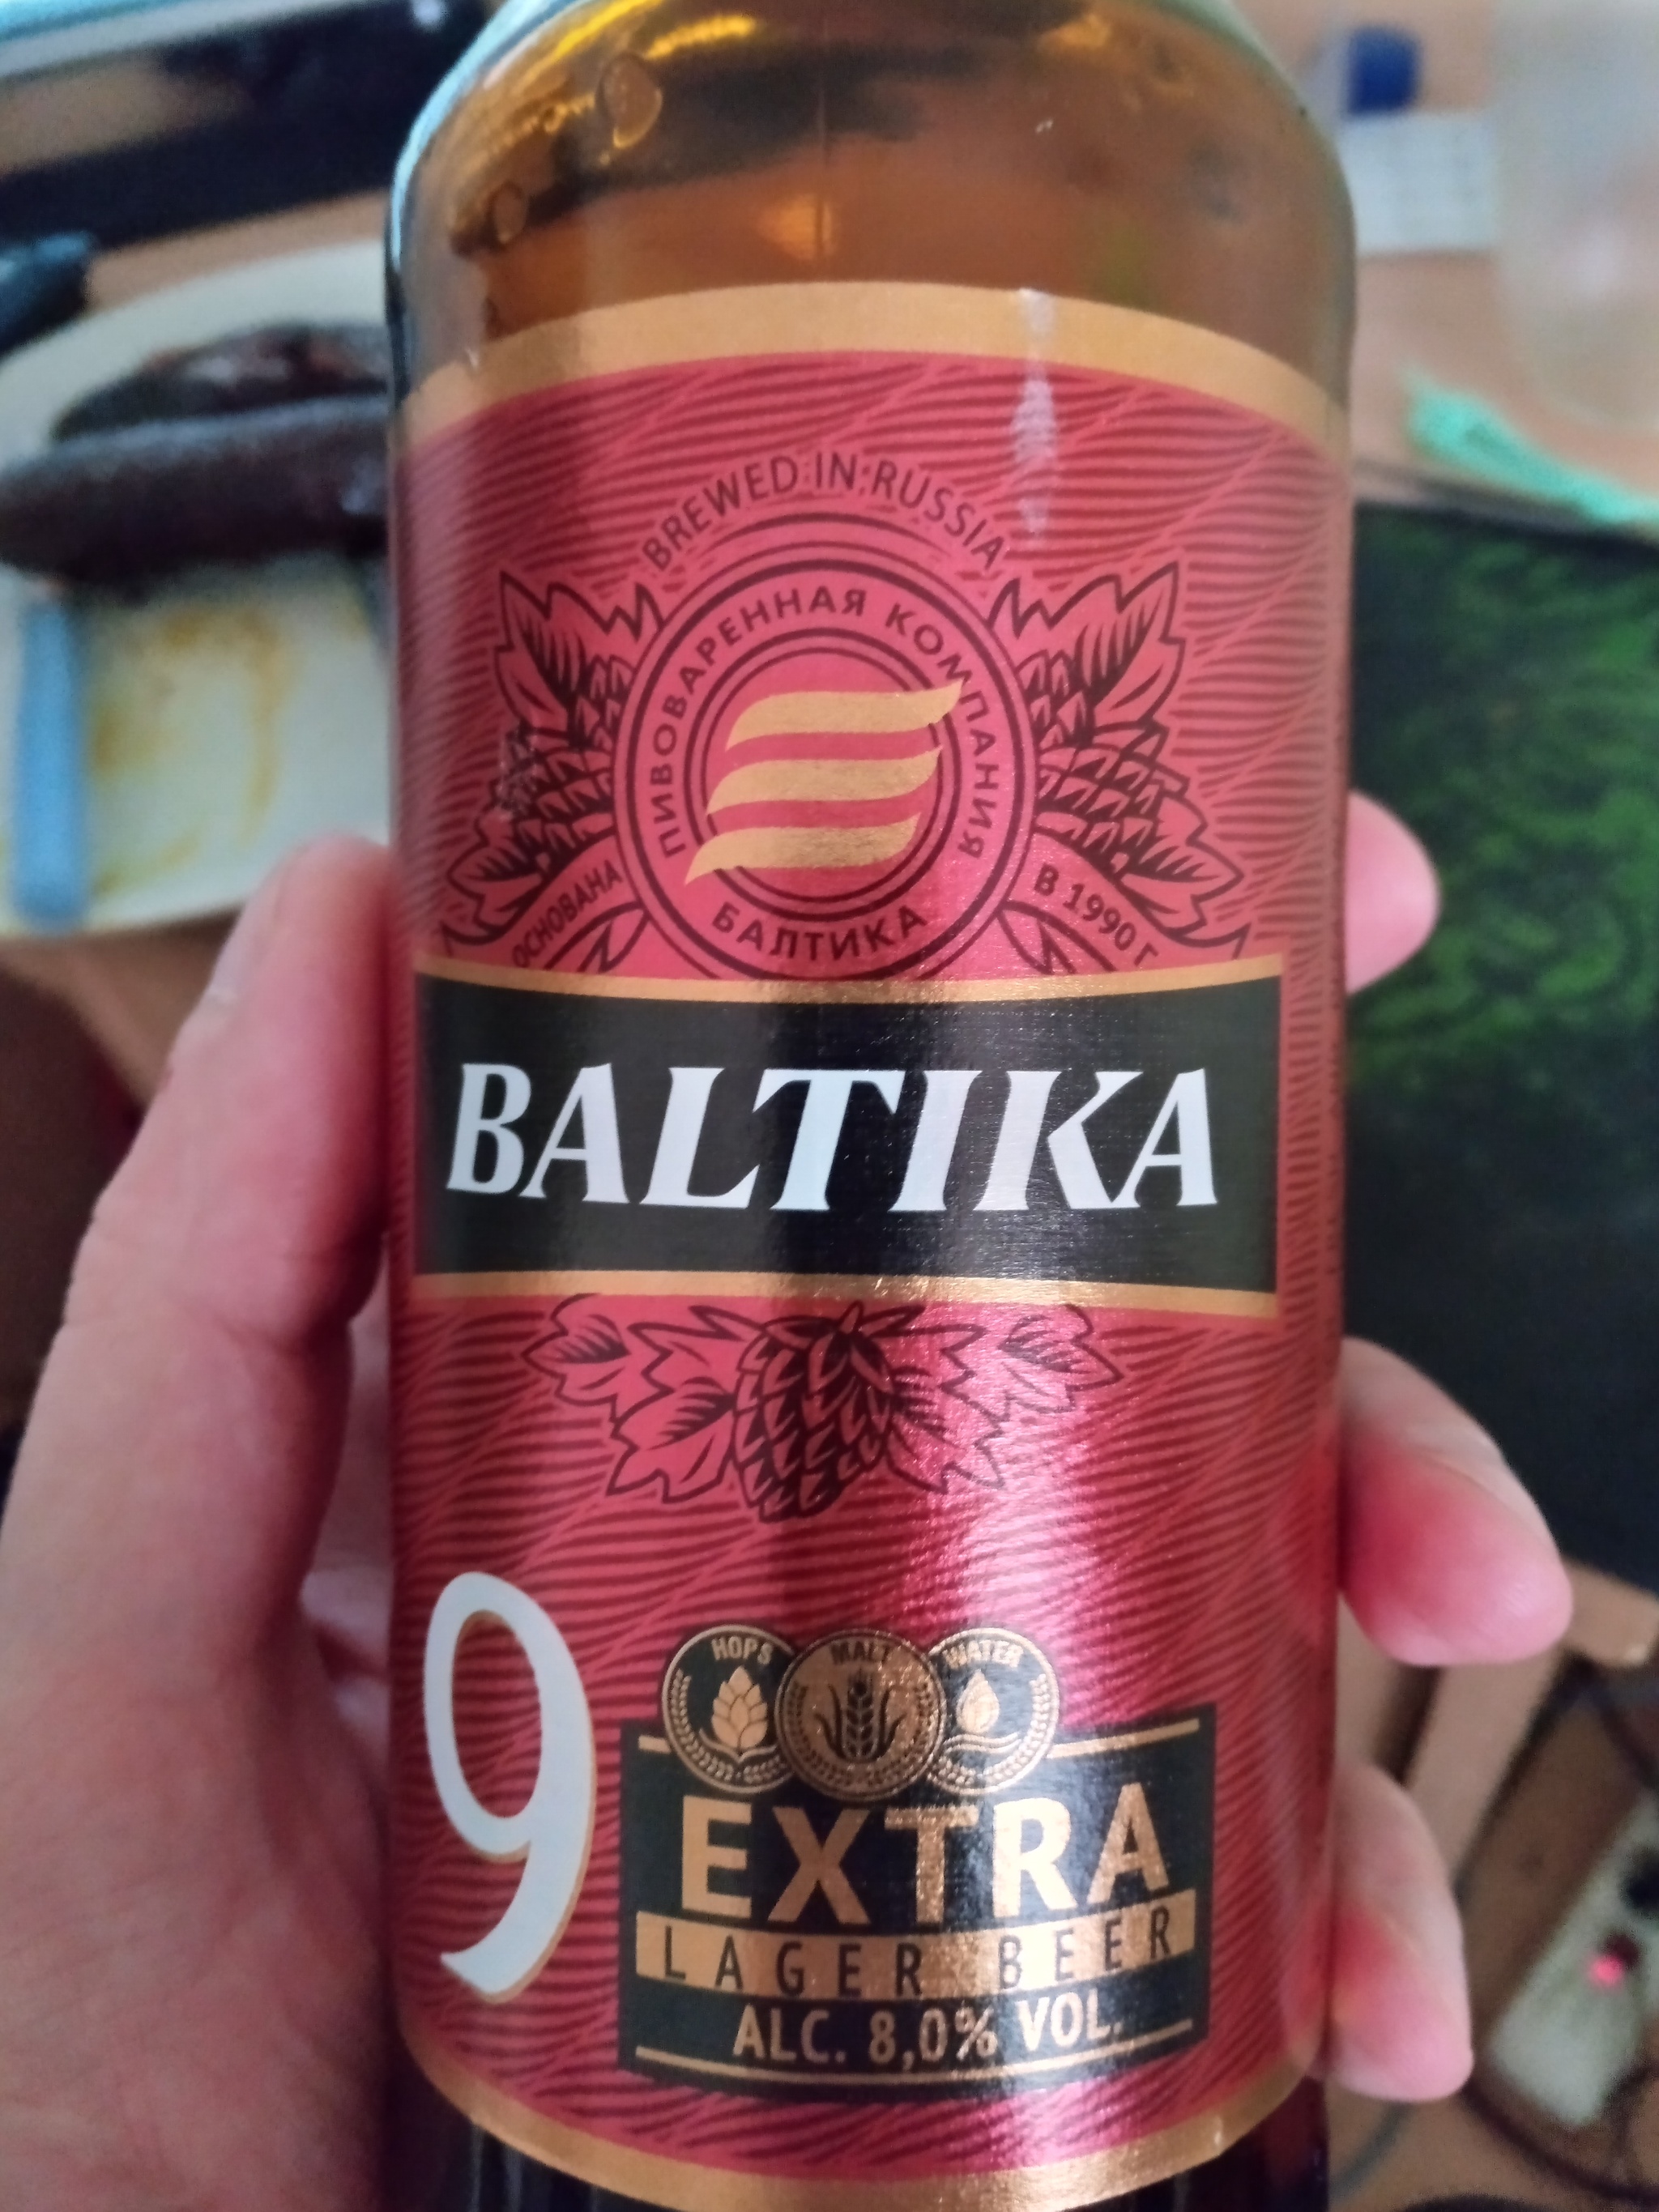 BREWED IN RUSSIA
ПИВОВАРЕННАЯ КОМПАНИЯ
БАЛТИКА
ОСНОВАНА
В 1990 Г
BALTIKA
9
HOPS
MALT
WATER
EXTRA
LAGER BEER
ALC. 8,0% VOL.